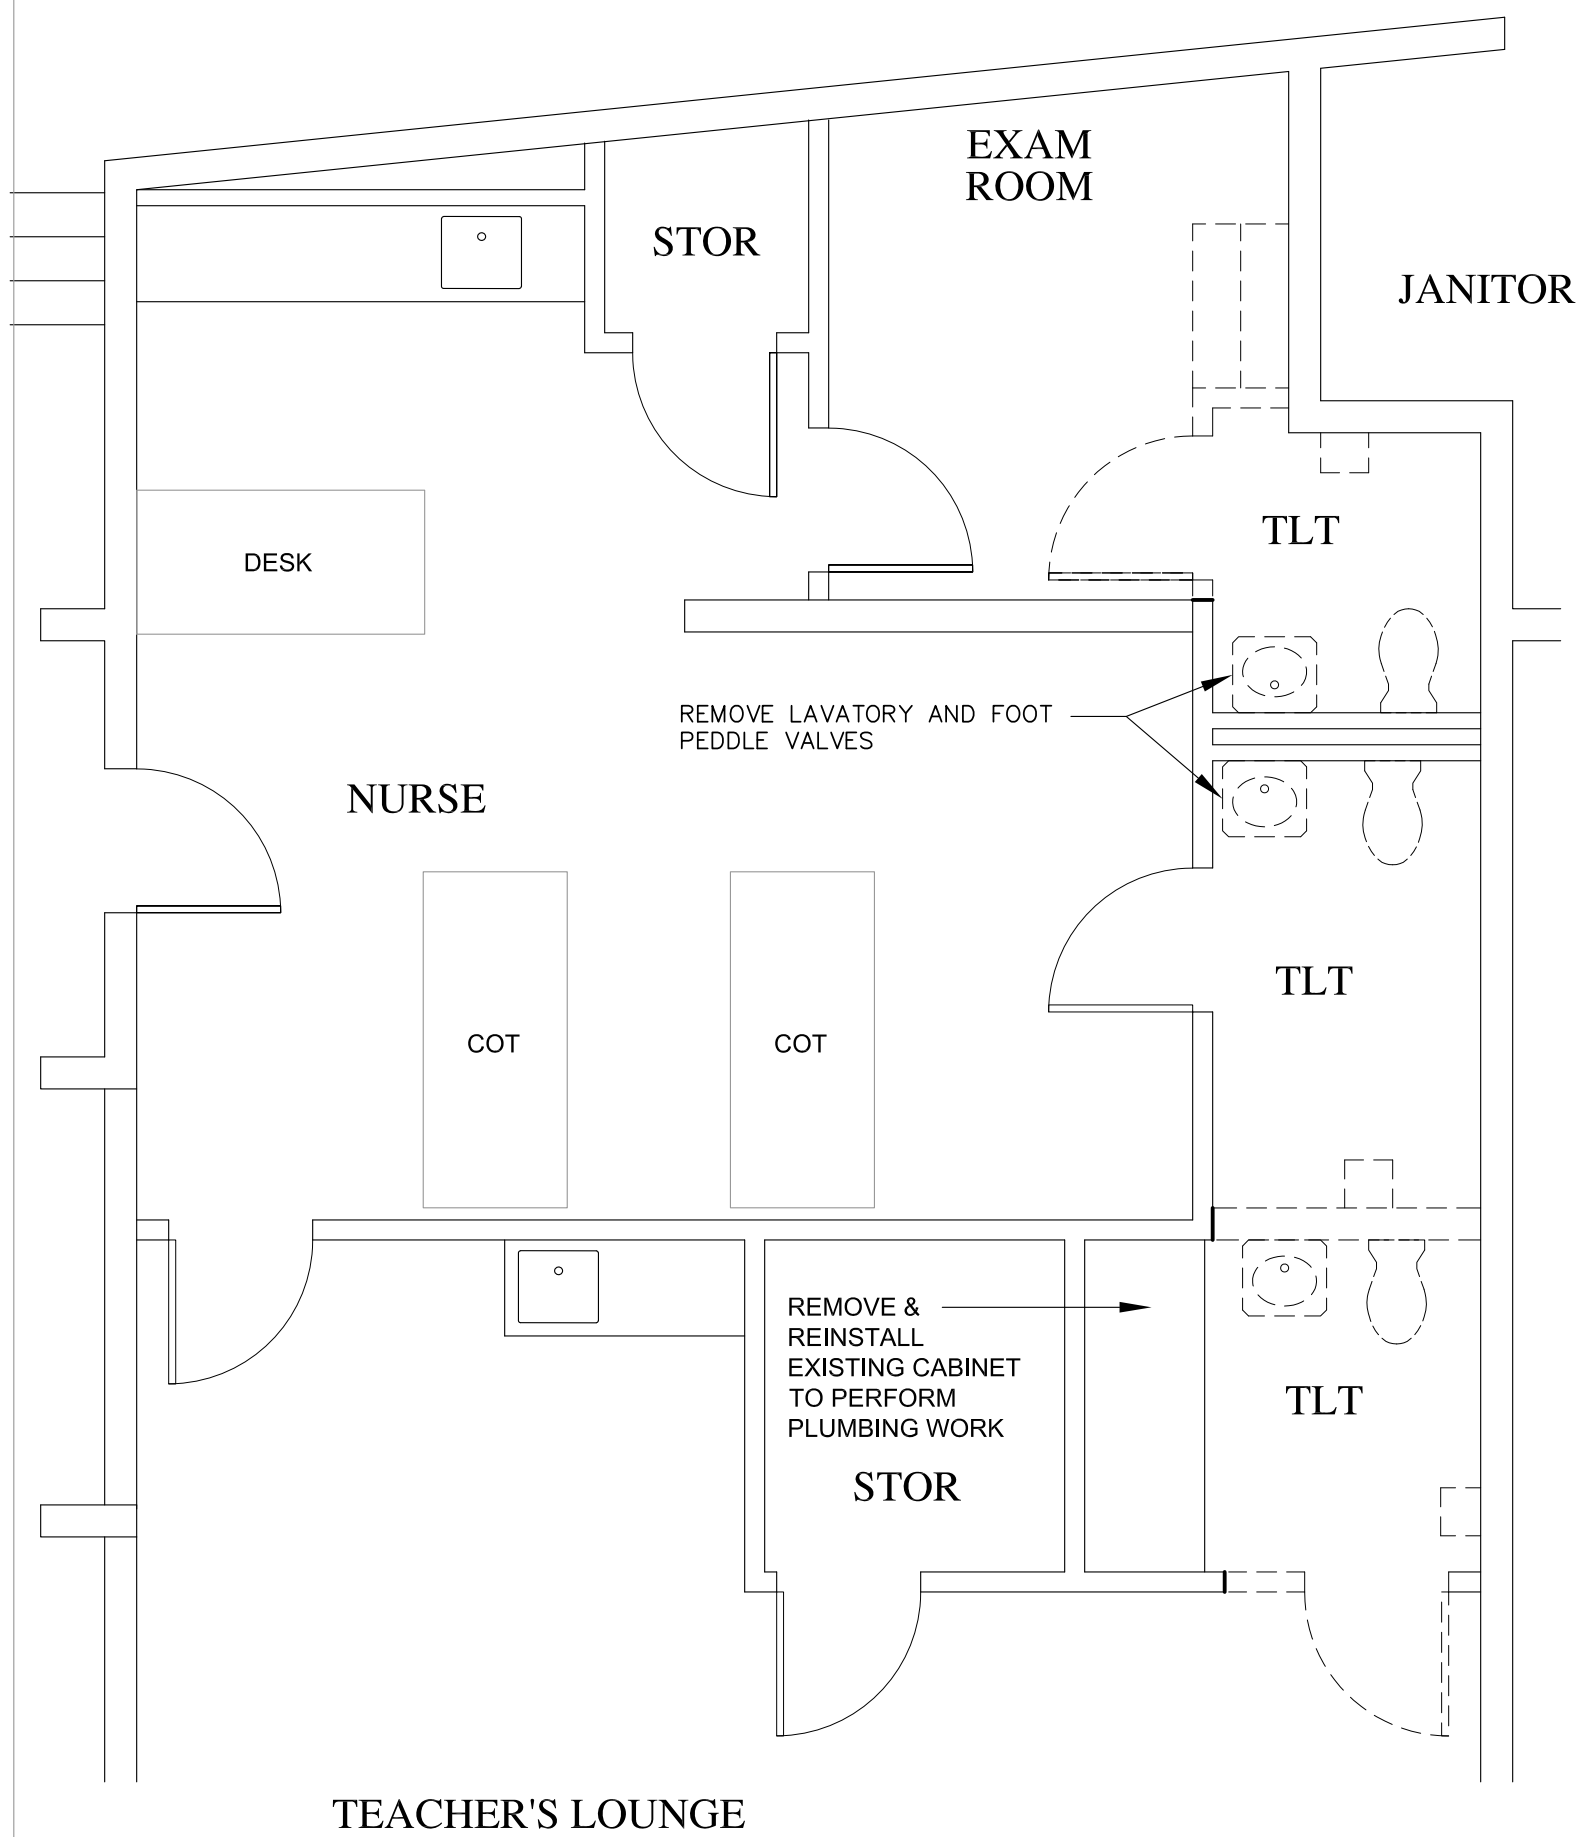 EXAM
ROOM
STOR
JANITOR
TLT
DESK
REMOVE LAVATORY AND FOOT
PEDDLE VALVES
NURSE
TLT
COT
COT
REMOVE &
REINSTALL
EXISTING CABINET
TO PERFORM
PLUMBING WORK
TLT
STOR
TEACHER'S LOUNGE